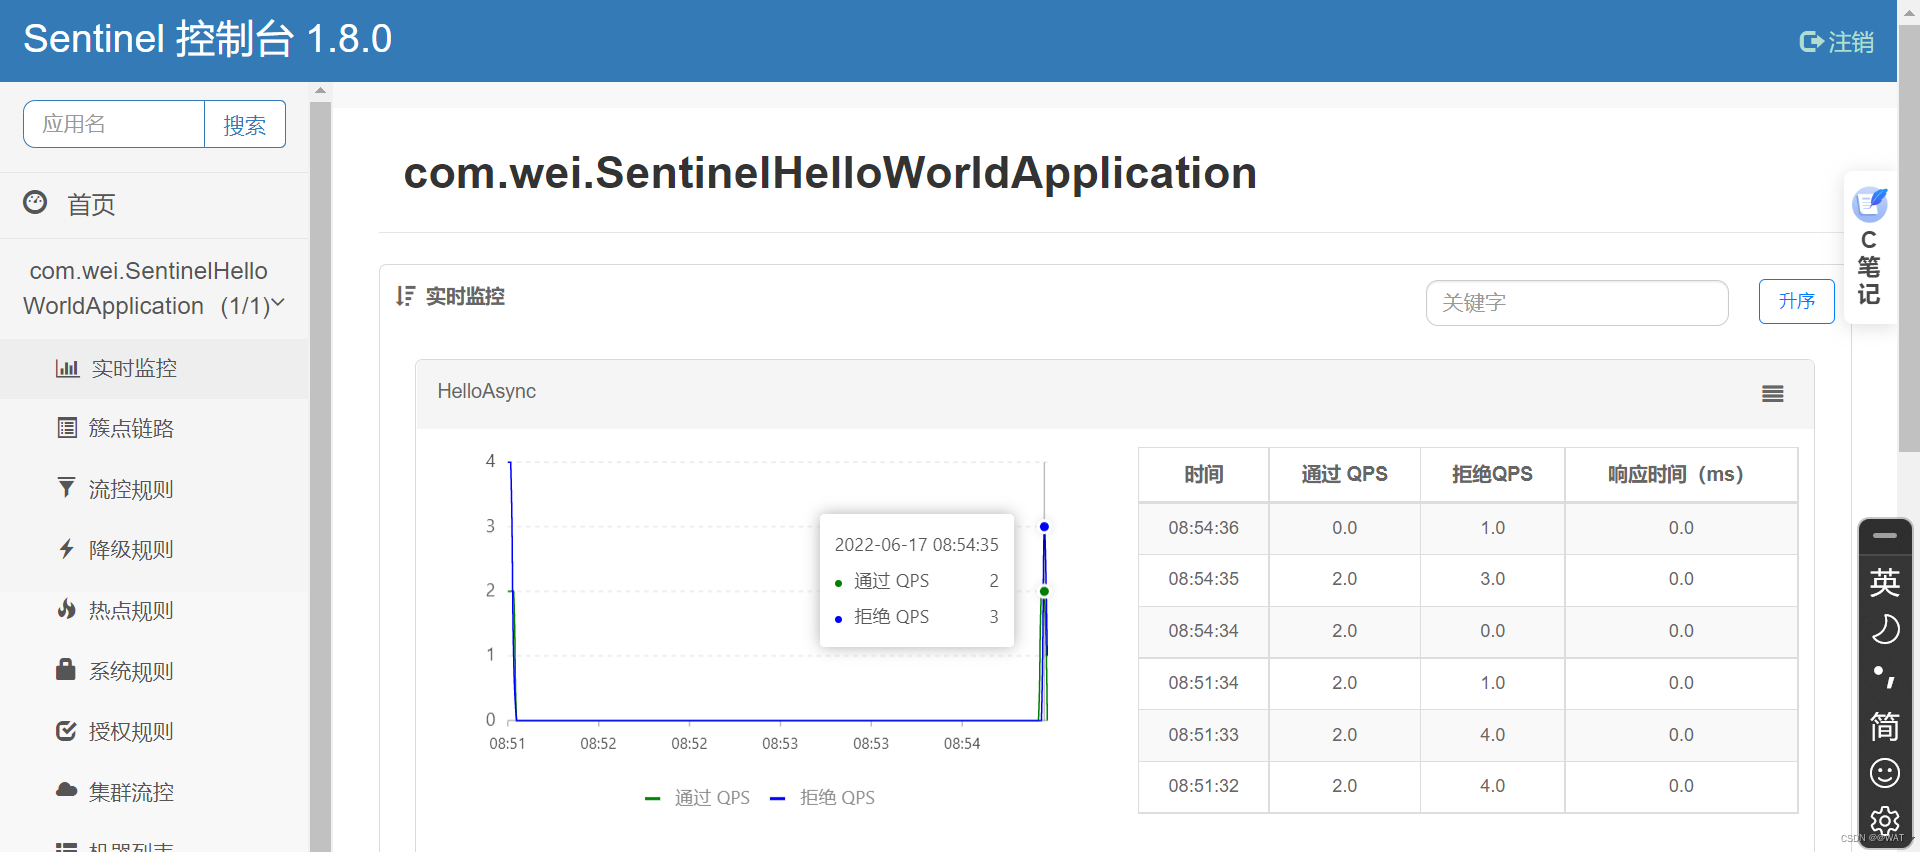 Sentinel 控制台 1.8.0
注销
应用名
搜索
首页
com.wei.SentinelHello
WorldApplication (1/1)
实时监控
簇点链路
流控规则
降级规则
热点规则
系统规则
授权规则
集群流控
机器列表
com.wei.SentinelHelloWorldApplication
实时监控
关键字
升序
HelloAsync
4
3
2
1
0
08:51 08:52 08:52 08:53 08:53 08:54
2022-06-17 08:54:35
通过 QPS 2
拒绝 QPS 3
通过 QPS 拒绝 QPS
时间 通过 QPS 拒绝QPS 响应时间（ms）
08:54:36 0.0 1.0 0.0
08:54:35 2.0 3.0 0.0
08:54:34 2.0 0.0 0.0
08:51:34 2.0 1.0 0.0
08:51:33 2.0 4.0 0.0
08:51:32 2.0 4.0 0.0
C
笔
记
英
简
CSDN @@WAT